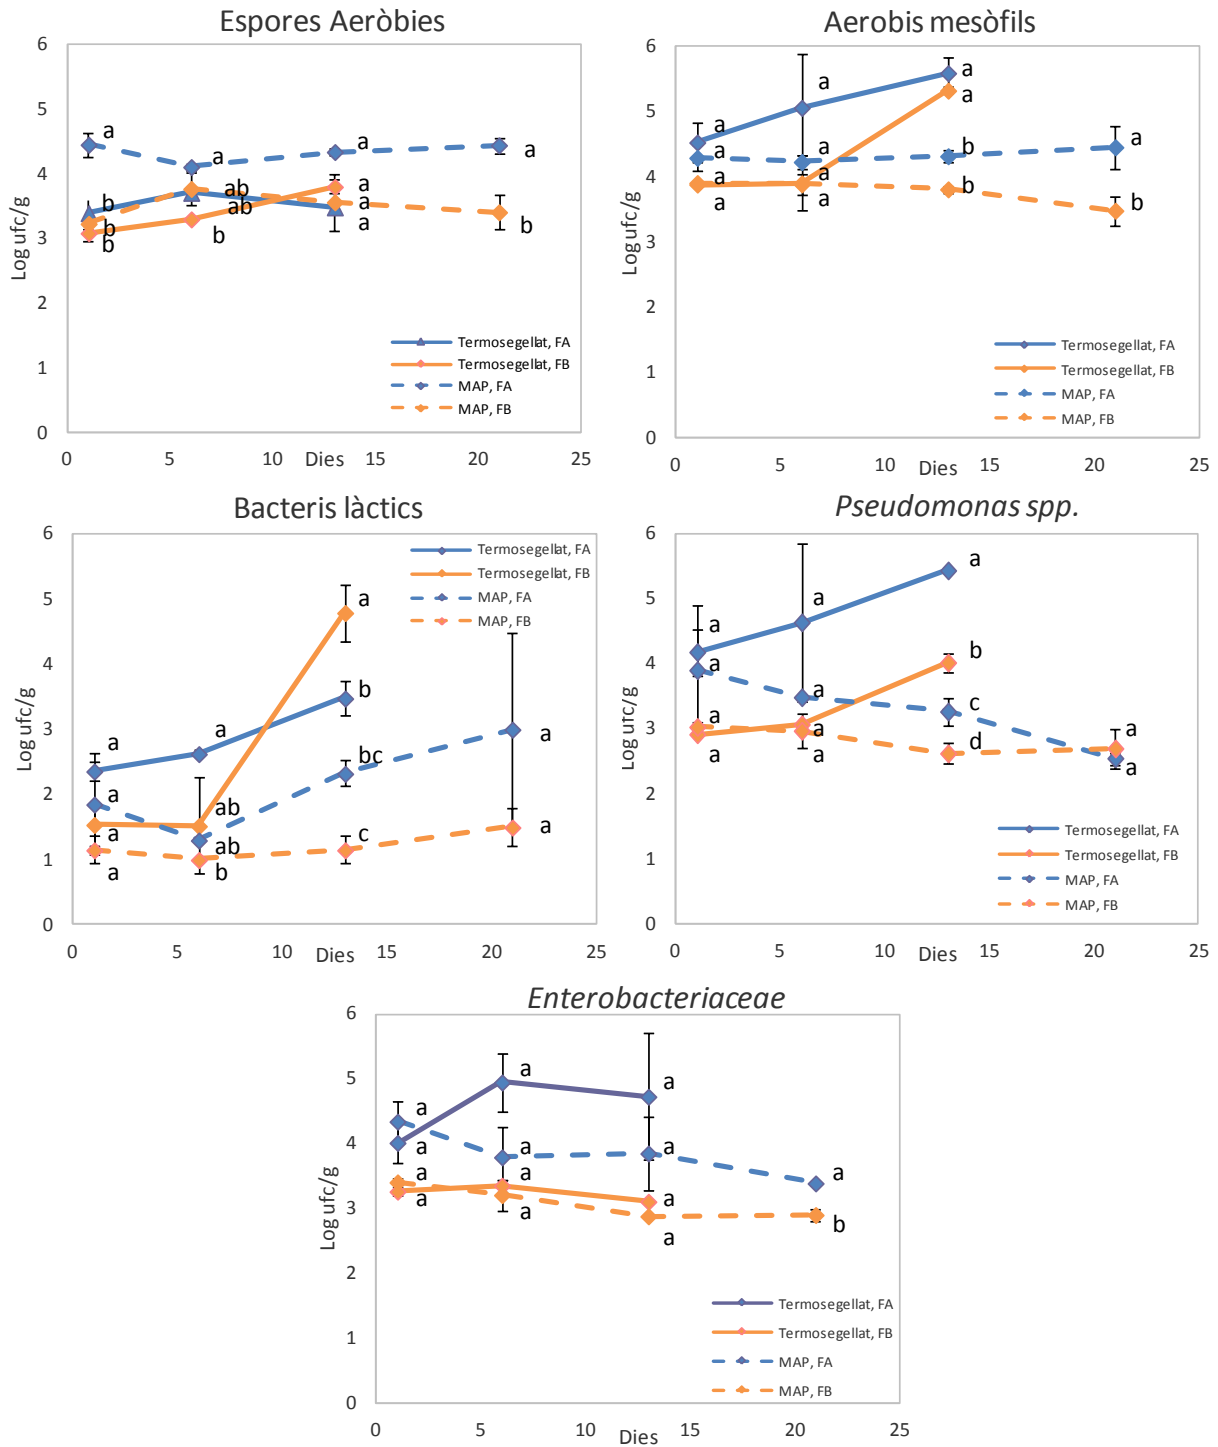 Espores Aeròbies
Log ufc/g
6
5
4
3
2
1
0
a
a
a
a
b
ab
a
b
ab
a
b
b
a
b
Termosegellat, FA
Termosegellat, FB
MAP, FA
MAP, FB
0 5 10 15 20 25
Dies
Aerobis mesòfils
Log ufc/g
6
5
4
3
2
1
0
a
a
a
a
a
a
b
a
a
a
b
b
a
a
Termosegellat, FA
Termosegellat, FB
MAP, FA
MAP, FB
0 5 10 15 20 25
Dies
Bacteris làctics
Log ufc/g
6
5
4
3
2
1
0
Termosegellat, FA
Termosegellat, FB
MAP, FA
MAP, FB
a
b
a
a
bc
a
a
ab
a
ab
c
a
a
b
0 5 10 15 20 25
Dies
Pseudomonas spp.
Log ufc/g
6
5
4
3
2
1
0
a
a
a
b
a
a
c
a
a
d
a
a
a
a
Termosegellat, FA
Termosegellat, FB
MAP, FA
MAP, FB
0 5 10 15 20 25
Dies
Enterobacteriaceae
Log ufc/g
6
5
4
3
2
1
0
a
a
a
a
a
a
a
a
a
a
a
a
a
b
Termosegellat, FA
Termosegellat, FB
MAP, FA
MAP, FB
0 5 10 15 20 25
Dies